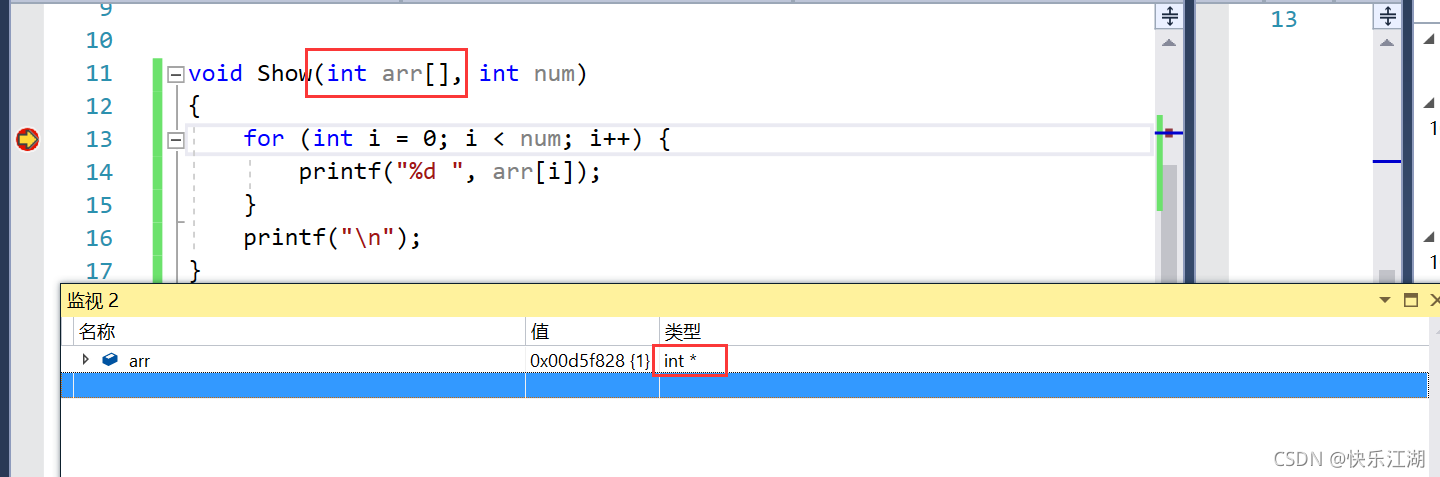 9
10
11 void Show(int arr[], int num)
12 {
13 for (int i = 0; i < num; i++) {
14 printf("%d ", arr[i]);
15 }
16 printf("\n");
17 }
13
1
1
监视 2
名称 值 类型
arr 0x00d5f828 {1} int *
CSDN @快乐江湖